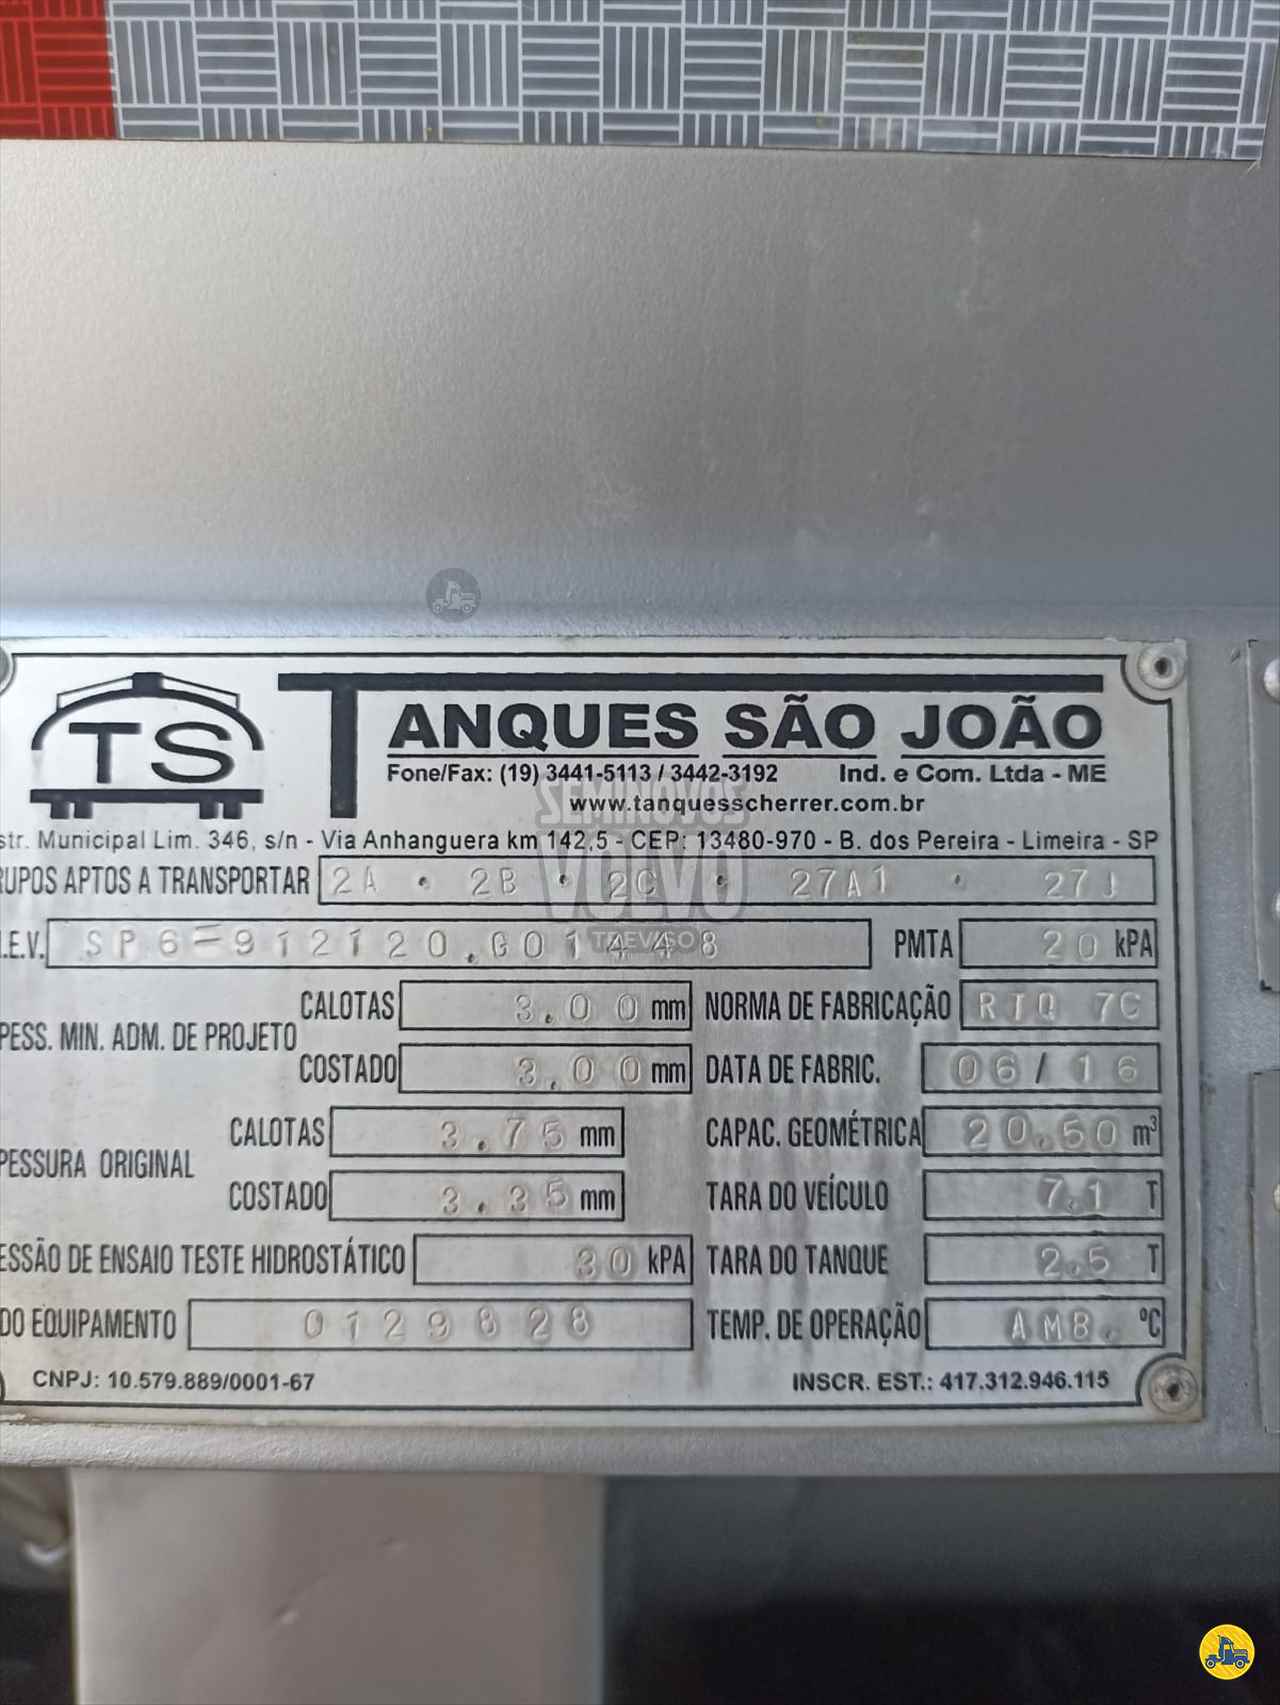 TS
TANQUES SÃO JOÃO
Fone/Fax: (19) 3441-5113 / 3442-3192 Ind. e Com. Ltda - ME
www.tanquesscherrer.com.br
SEMINOVOS
VOLVO
TREVISO
str. Municipal Lim. 346, s/n - Via Anhanguera km 142,5 - CEP: 13480-970 - B. dos Pereira - Limeira - SP
RUPOS APTOS A TRANSPORTAR 2A • 2B • 2C • 27A1 • 27J
.E.V. SP6-912120.G01448 PMTA 20 kPA
PESS. MIN. ADM. DE PROJETO
CALOTAS 3.00 mm NORMA DE FABRICAÇÃO RTQ 7C
COSTADO 3.00 mm DATA DE FABRIC. 06/16
PESSURA ORIGINAL
CALOTAS 3.75 mm CAPAC. GEOMÉTRICA 20.50 m³
COSTADO 3.35 mm TARA DO VEÍCULO 7.1 T
ESSÃO DE ENSAIO TESTE HIDROSTÁTICO 30 kPA TARA DO TANQUE 2.5 T
DO EQUIPAMENTO 0129828 TEMP. DE OPERAÇÃO AMB. ºC
CNPJ: 10.579.889/0001-67 INSCR. EST.: 417.312.946.115